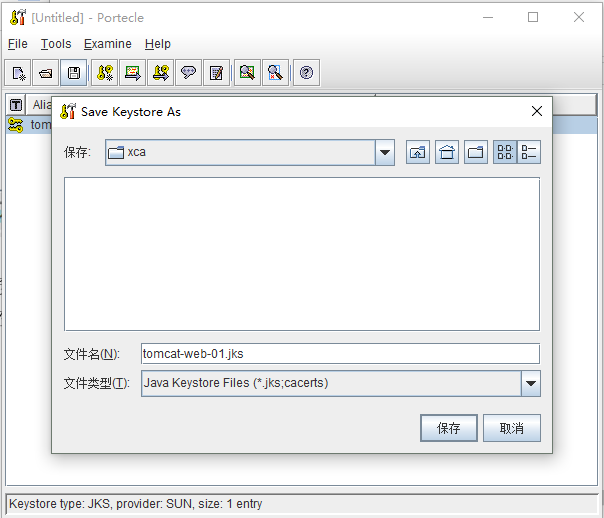 [Untitled] - Portecle
File Tools Examine Help
T Alia
tom
Save Keystore As
保存: xca
文件名(N): tomcat-web-01.jks
文件类型(T): Java Keystore Files (*.jks;cacerts)
保存 取消
Keystore type: JKS, provider: SUN, size: 1 entry